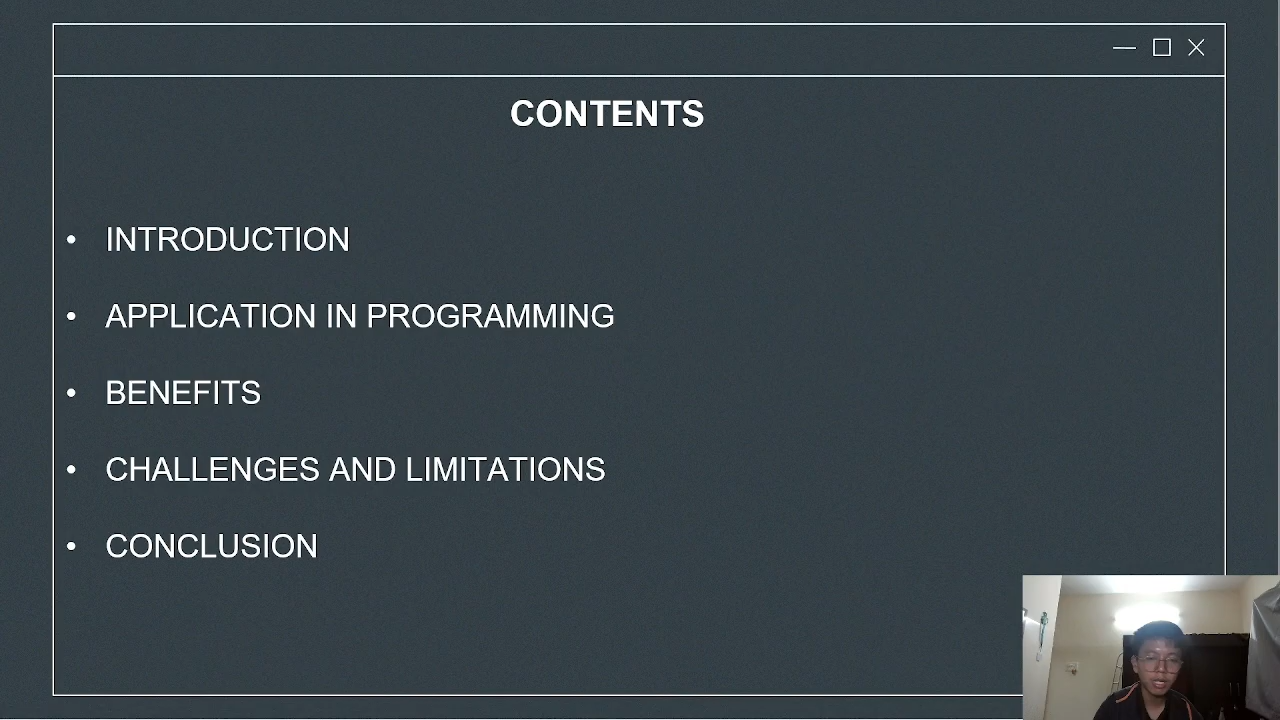 CONTENTS
• INTRODUCTION
• APPLICATION IN PROGRAMMING
• BENEFITS
• CHALLENGES AND LIMITATIONS
• CONCLUSION